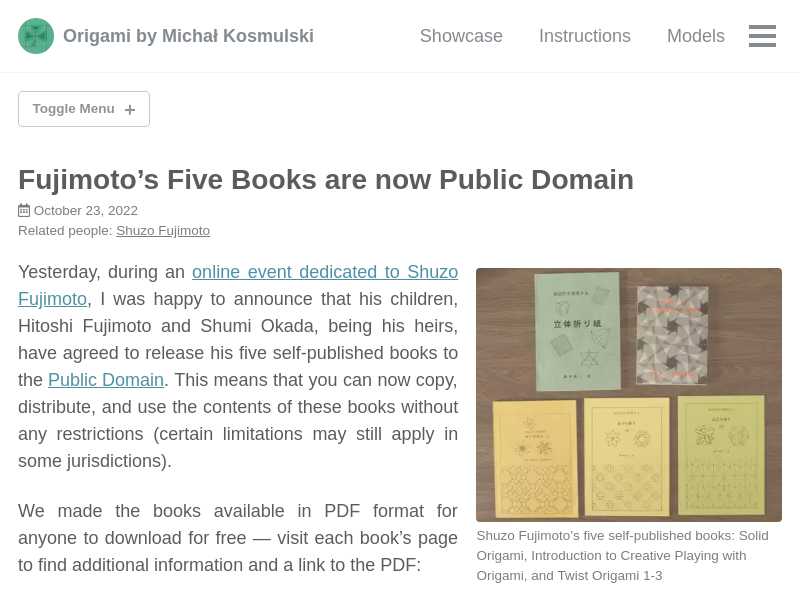 Origami by Michał Kosmulski
Showcase
Instructions
Models
Toggle Menu
Fujimoto’s Five Books are now Public Domain
October 23, 2022
Related people: Shuzo Fujimoto
Yesterday, during an online event dedicated to Shuzo
Fujimoto, I was happy to announce that his children,
Hitoshi Fujimoto and Shumi Okada, being his heirs,
have agreed to release his five self-published books to
the Public Domain. This means that you can now copy,
distribute, and use the contents of these books without
any restrictions (certain limitations may still apply in
some jurisdictions).
We made the books available in PDF format for
anyone to download for free — visit each book’s page
to find additional information and a link to the PDF:
立体折り紙
Shuzo Fujimoto’s five self-published books: Solid
Origami, Introduction to Creative Playing with
Origami, and Twist Origami 1-3